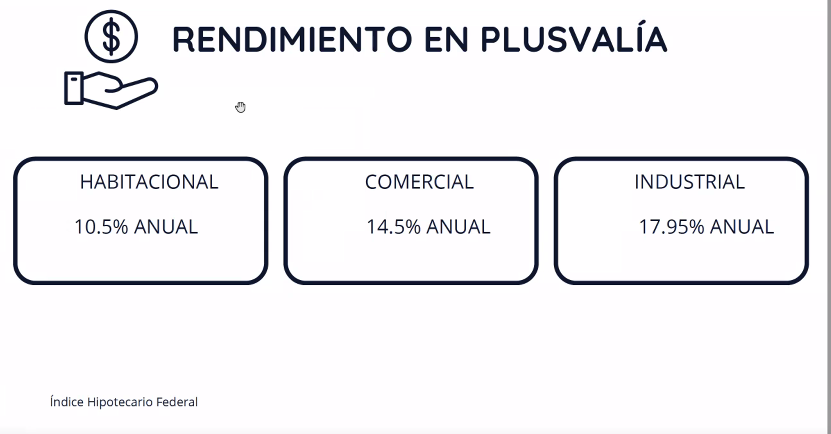 $
RENDIMIENTO EN PLUSVALÍA
HABITACIONAL
10.5% ANUAL
COMERCIAL
14.5% ANUAL
INDUSTRIAL
17.95% ANUAL
Índice Hipotecario Federal